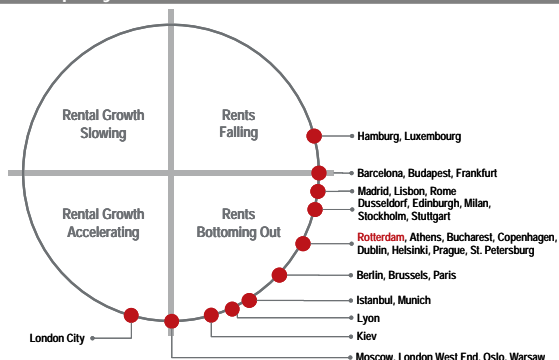 Rental Growth
Slowing
Rents
Falling
Hamburg, Luxembourg
Barcelona, Budapest, Frankfurt
Madrid, Lisbon, Rome
Rental Growth
Accelerating
Rents
Bottoming Out
Dusseldorf, Edinburgh, Milan,
Stockholm, Stuttgart
Rotterdam, Athens, Bucharest, Copenhagen,
Dublin, Helsinki, Prague, St. Petersburg
Berlin, Brussels, Paris
Istanbul, Munich
Lyon
London City
Kiev
Moscow, London West End, Oslo, Warsaw